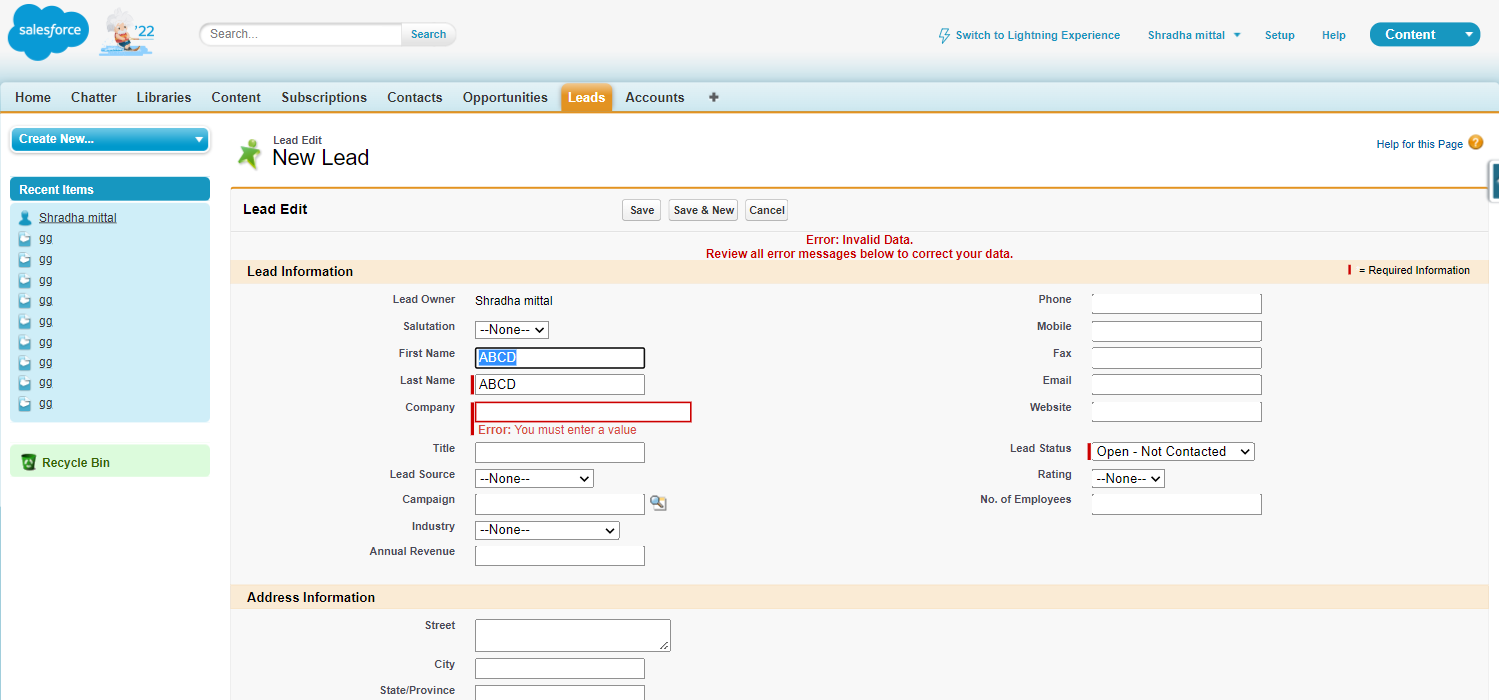 salesforce
'22
Search...
Search
Switch to Lightning Experience
Shradha mittal
Setup
Help
Content
Home
Chatter
Libraries
Content
Subscriptions
Contacts
Opportunities
Leads
Accounts
+
Create New...
Recent Items
Shradha mittal
gg
gg
gg
gg
gg
gg
gg
gg
gg
Recycle Bin
Lead Edit
New Lead
Help for this Page ?
Lead Edit
Save
Save & New
Cancel
Error: Invalid Data.
Review all error messages below to correct your data.
Lead Information
= Required Information
Lead Owner Shradha mittal
Phone
Salutation --None--
Mobile
First Name ABCD
Fax
Last Name ABCD
Email
Company
Website
Error: You must enter a value
Title
Lead Status Open - Not Contacted
Lead Source --None--
Rating --None--
Campaign
No. of Employees
Industry --None--
Annual Revenue
Address Information
Street
City
State/Province